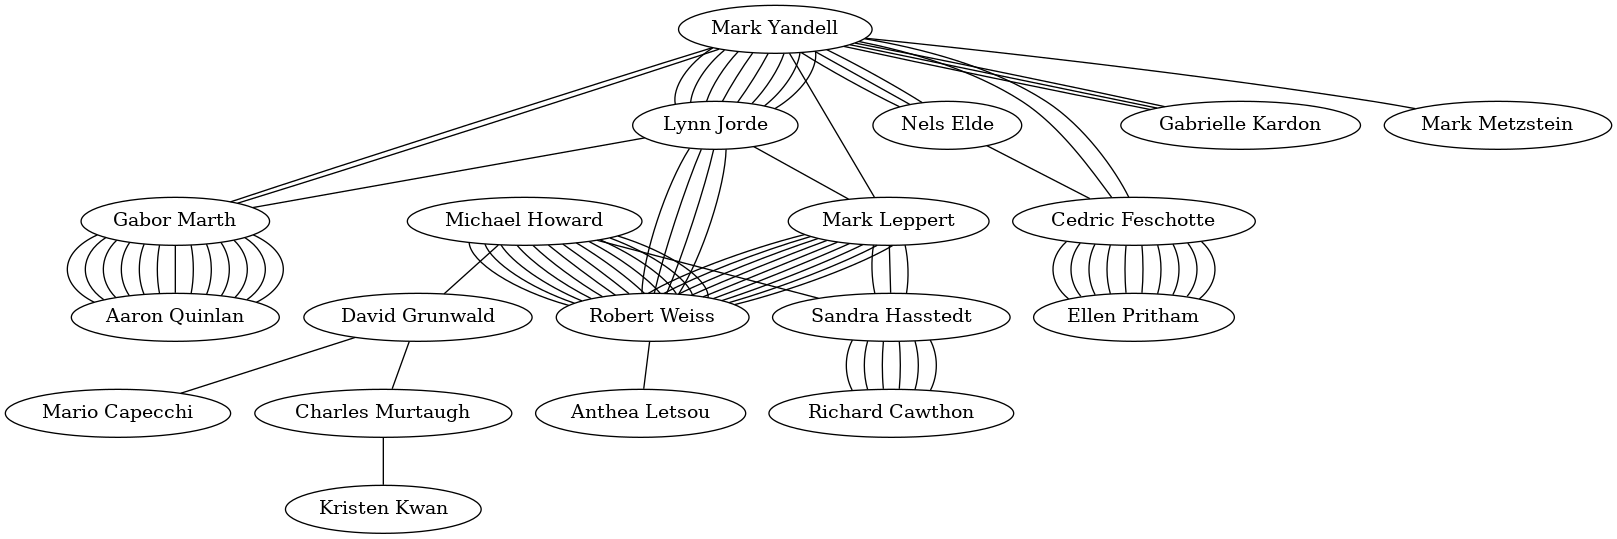 Mark Yandell
Lynn Jorde
Nels Elde
Gabrielle Kardon
Mark Metzstein
Gabor Marth
Michael Howard
Mark Leppert
Cedric Feschotte
Aaron Quinlan
David Grunwald
Robert Weiss
Sandra Hasstedt
Ellen Pritham
Mario Capecchi
Charles Murtaugh
Anthea Letsou
Richard Cawthon
Kristen Kwan